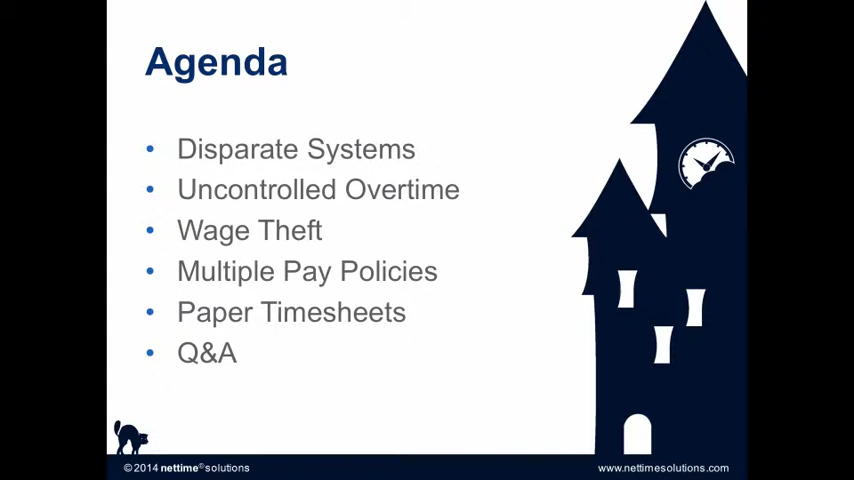 Agenda
• Disparate Systems
• Uncontrolled Overtime
• Wage Theft
• Multiple Pay Policies
• Paper Timesheets
• Q&A
©2014 nettime®solutions www.nettimesolutions.com